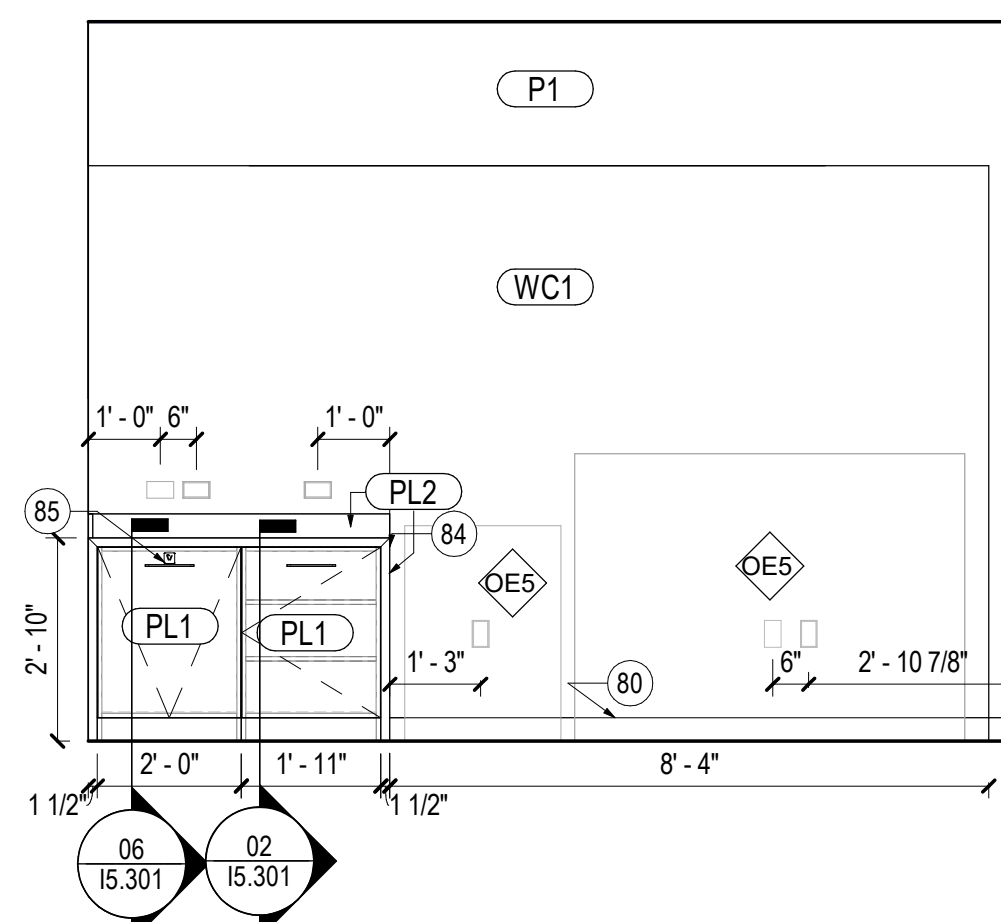 P1
WC1
1' - 0"
6"
1' - 0"
PL2
85
84
OE5
OE5
PL1
PL1
2' - 10"
1' - 3"
6"
2' - 10 7/8"
80
2' - 0"
1' - 11"
8' - 4"
1 1/2"
1 1/2"
06
I5.301
02
I5.301